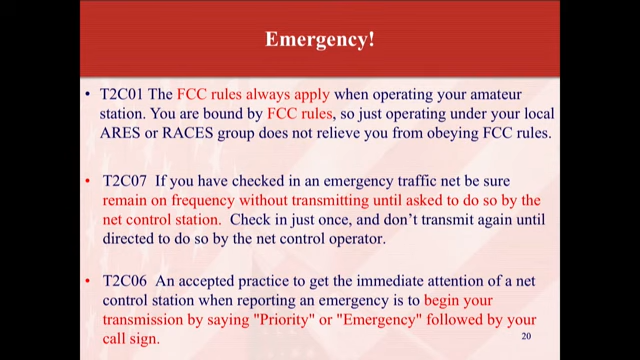 Emergency!
• T2C01 The FCC rules always apply when operating your amateur
station. You are bound by FCC rules, so just operating under your local
ARES or RACES group does not relieve you from obeying FCC rules.
• T2C07 If you have checked in an emergency traffic net be sure
remain on frequency without transmitting until asked to do so by the
net control station. Check in just once, and don't transmit again until
directed to do so by the net control operator.
• T2C06 An accepted practice to get the immediate attention of a net
control station when reporting an emergency is to begin your
transmission by saying "Priority" or "Emergency" followed by your
call sign.
20